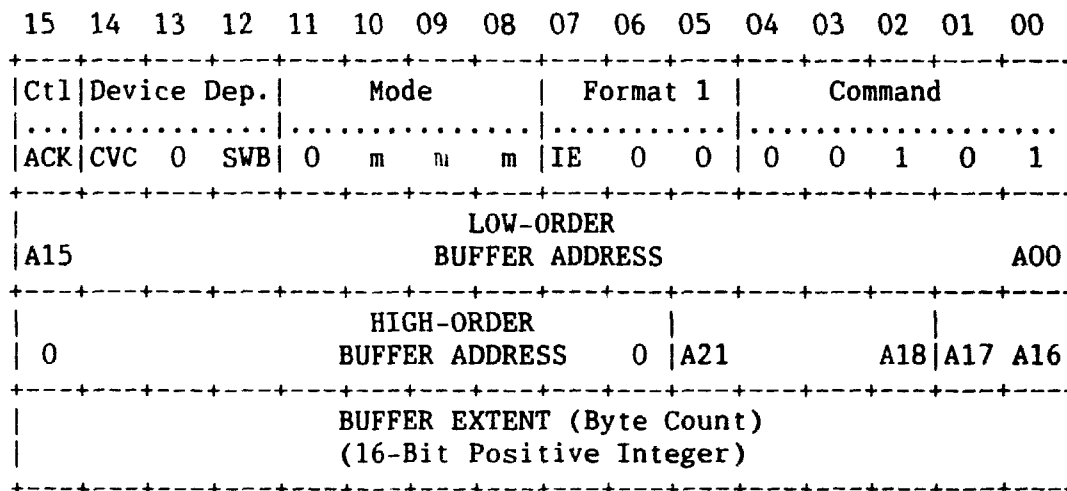 15 14 13 12 11 10 09 08 07 06 05 04 03 02 01 00
+---+---+---+---+---+---+---+---+---+---+---+---+---+---+---+----
|Ctl|Device Dep.| Mode | Format 1 | Command
|...|...........|...............|...........|...................
|ACK|CVC 0 SWB| 0 m m m |IE 0 0 | 0 0 1 0 1
+---+---+---+---+---+---+---+---+---+---+---+---+---+---+---+----
| LOW-ORDER
|A15 BUFFER ADDRESS A00
+---+---+---+---+---+---+---+---+---+---+---+---+---+---+---+----
| HIGH-ORDER | |
| 0 BUFFER ADDRESS 0 |A21 A18|A17 A16
+---+---+---+---+---+---+---+---+---+---+---+---+---+---+---+----
| BUFFER EXTENT (Byte Count)
| (16-Bit Positive Integer)
+---+---+---+---+---+---+---+---+---+---+---+---+---+---+---+----